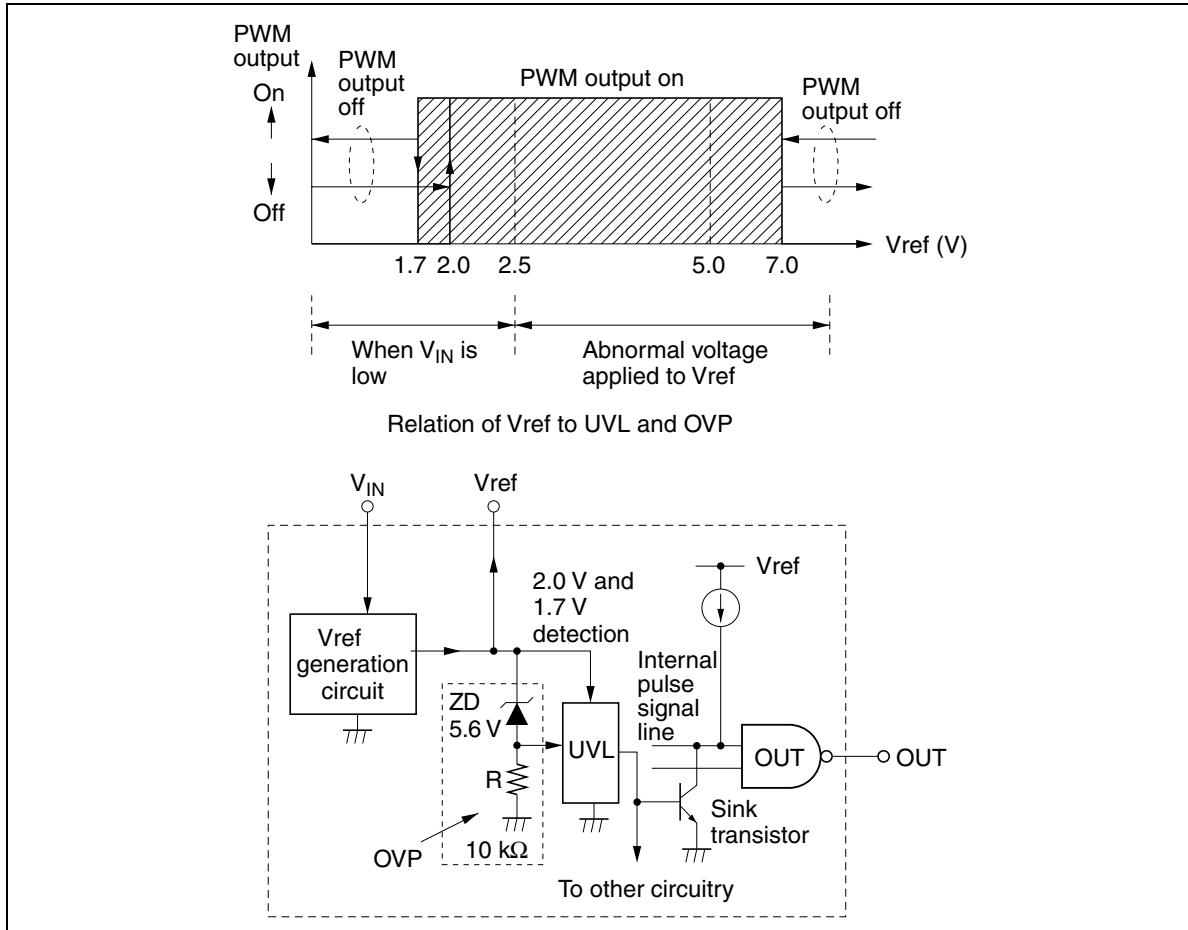 PWM
output
On
Off
PWM
output
off
PWM output on
PWM
output off
Vref (V)
1.7 2.0 2.5 5.0 7.0
When VIN is
low
Abnormal voltage
applied to Vref
Relation of Vref to UVL and OVP
VIN
Vref
Vref
generation
circuit
2.0 V and
1.7 V
detection
ZD
5.6 V
R
OVP
10 kΩ
UVL
Internal
pulse
signal
line
Vref
OUT
OUT
Sink
transistor
To other circuitry